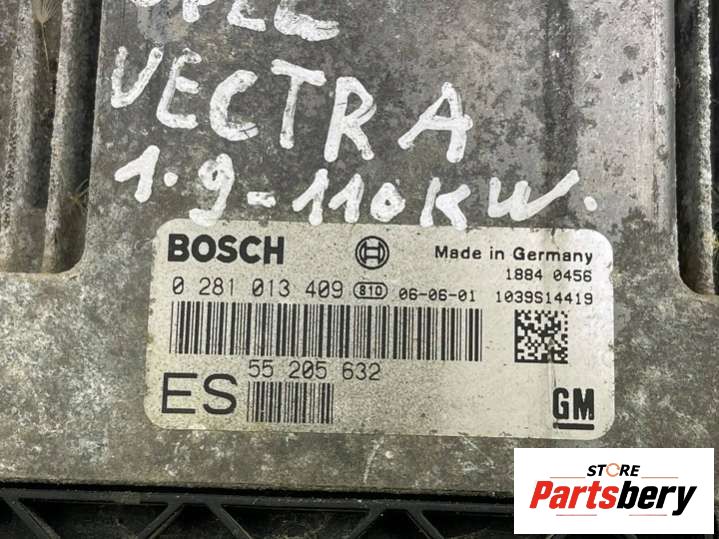 OPEL
VECTRA
1.9-110KW.
BOSCH Made in Germany
1884 0456
0 281 013 409 810 06-06-01 1039S14419
55 205 632
ES
GM
STORE
Partsbery